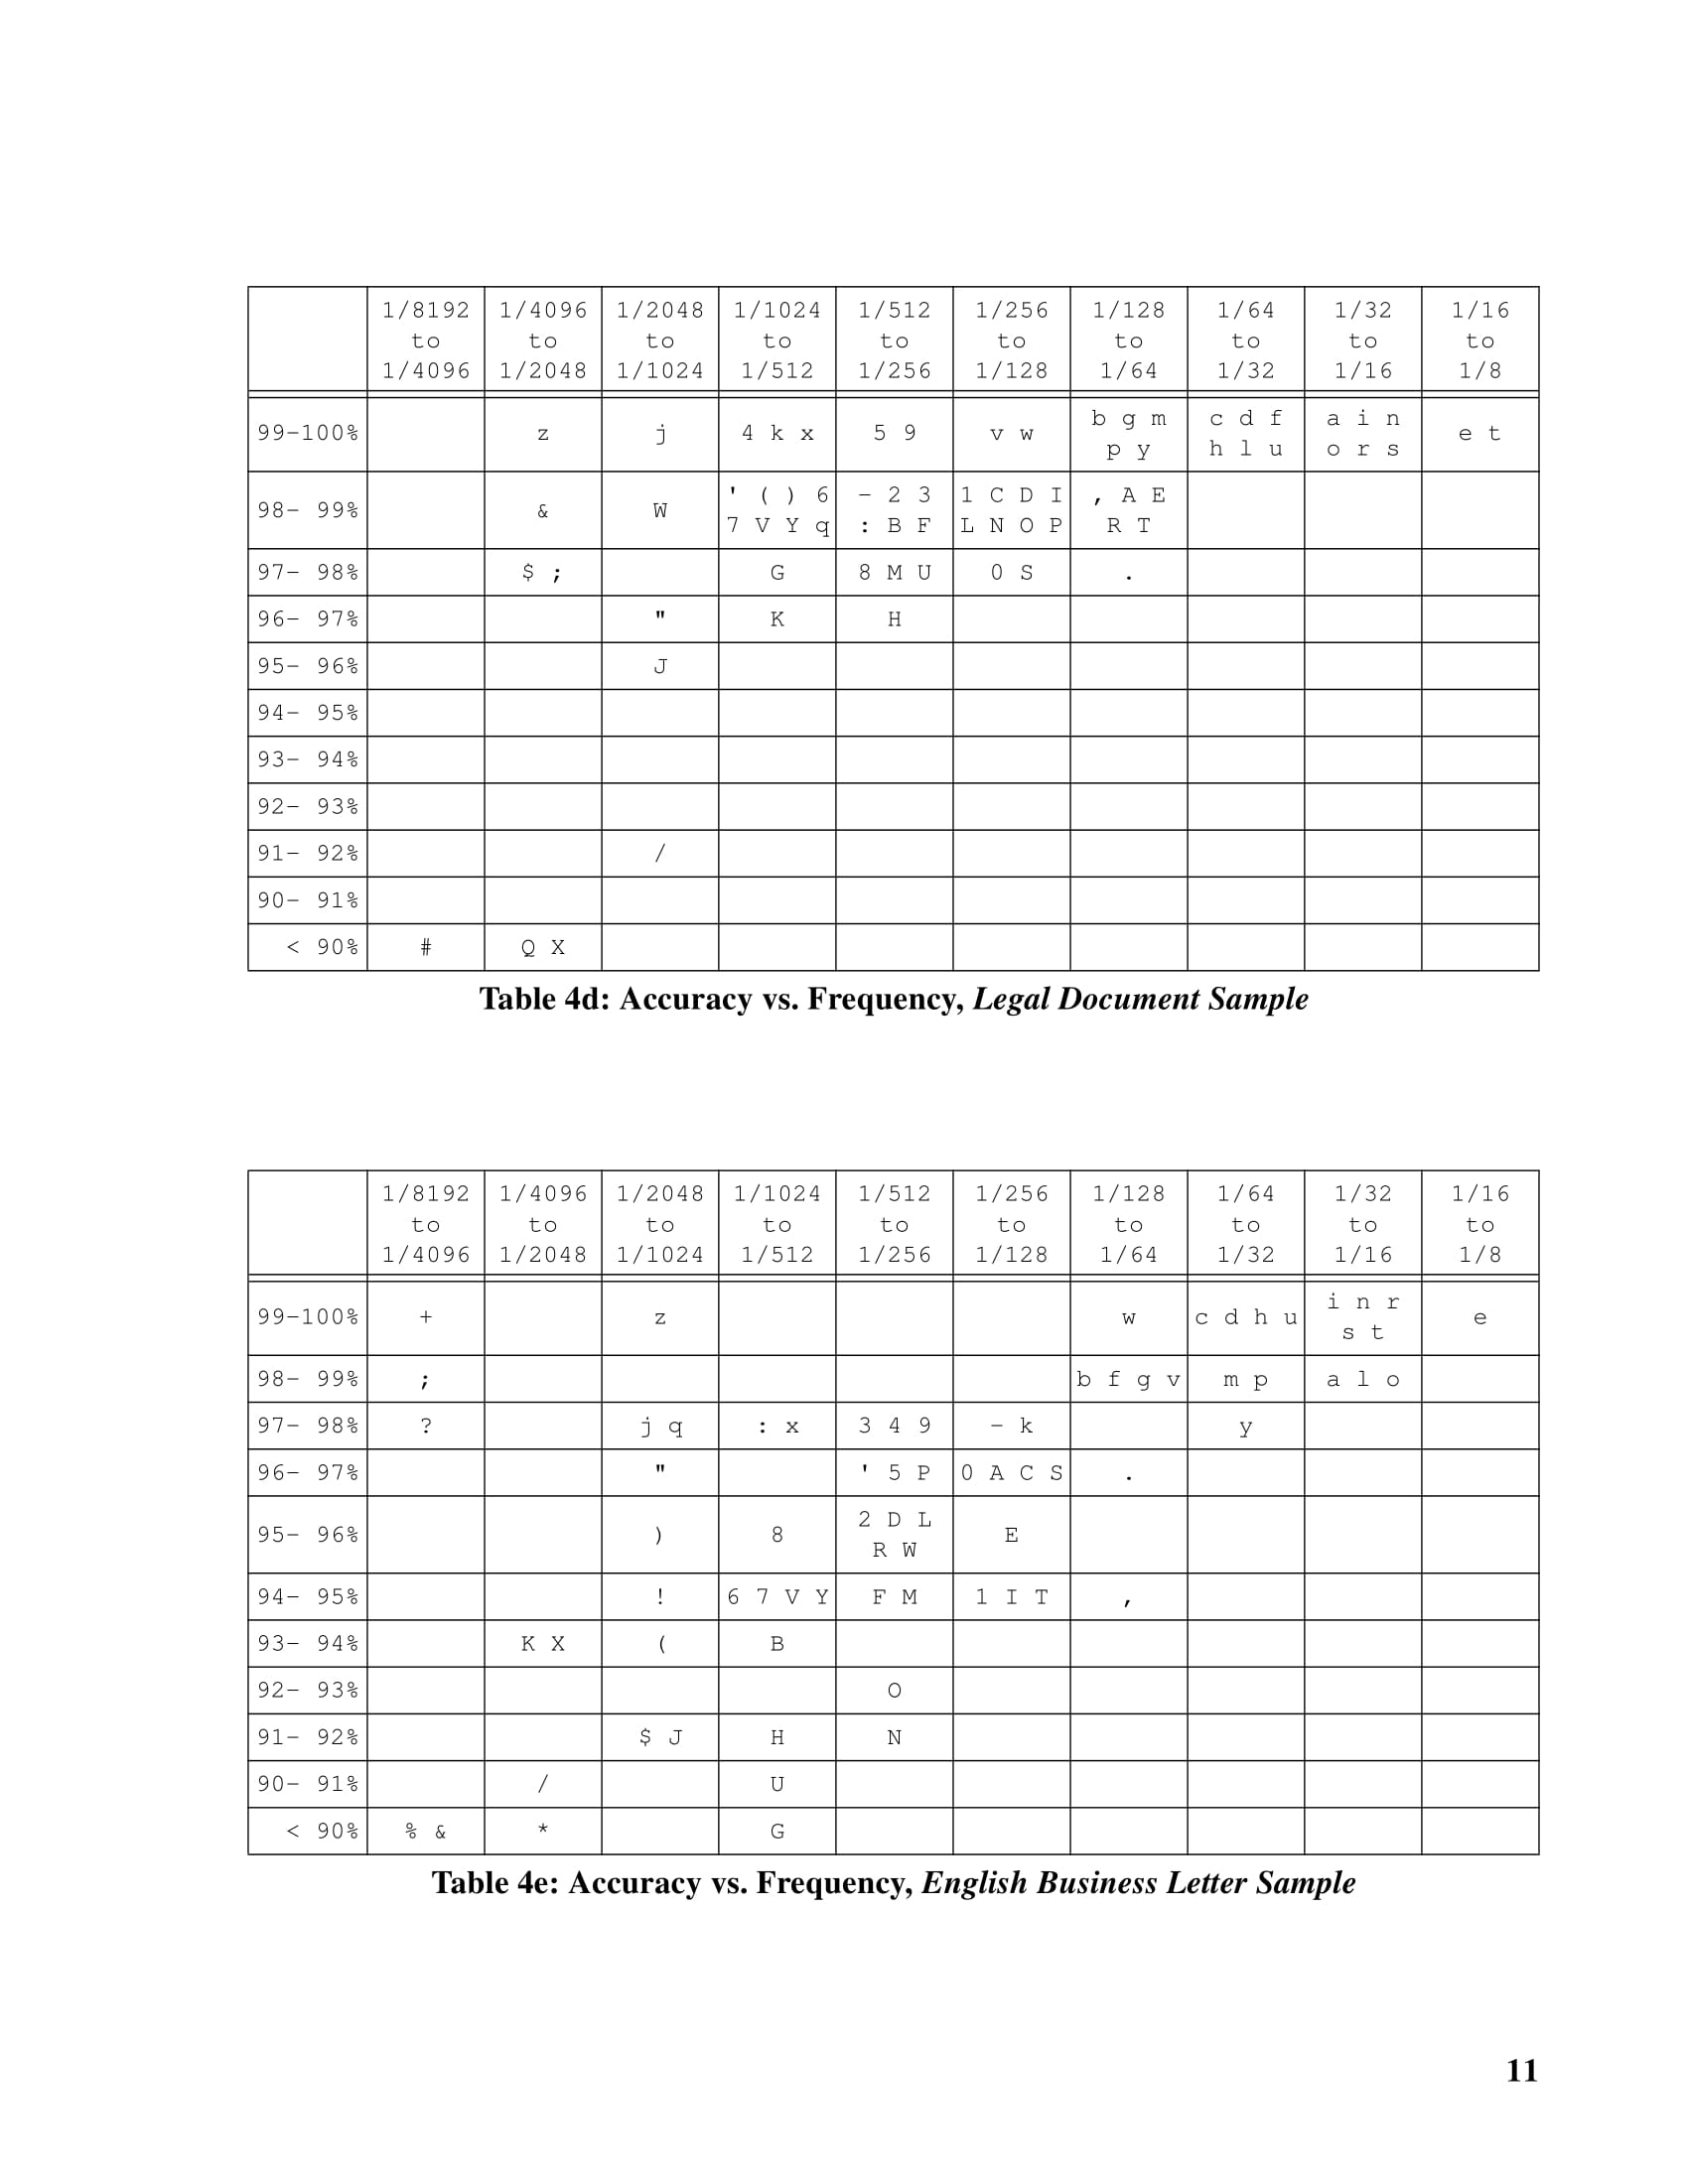 1/8192 1/4096 1/2048 1/1024 1/512 1/256 1/128 1/64 1/32 1/16
to to to to to to to to to to
1/4096 1/2048 1/1024 1/512 1/256 1/128 1/64 1/32 1/16 1/8
99-100% z j 4 k x 5 9 v w b g m p y c d f h l u a i n o r s e t
98- 99% & W ' ( ) 6 7 V Y q - 2 3 : B F 1 C D I L N O P , A E R T
97- 98% $ ; G 8 M U 0 S .
96- 97% " K H
95- 96% J
94- 95%
93- 94%
92- 93%
91- 92% /
90- 91%
< 90% # Q X
Table 4d: Accuracy vs. Frequency, Legal Document Sample
1/8192 1/4096 1/2048 1/1024 1/512 1/256 1/128 1/64 1/32 1/16
to to to to to to to to to to
1/4096 1/2048 1/1024 1/512 1/256 1/128 1/64 1/32 1/16 1/8
99-100% + z w c d h u i n r s t e
98- 99% ; b f g v m p a l o
97- 98% ? j q : x 3 4 9 - k y
96- 97% " ' 5 P 0 A C S .
95- 96% ) 8 2 D L R W E
94- 95% ! 6 7 V Y F M 1 I T ,
93- 94% K X ( B
92- 93% O
91- 92% $ J H N
90- 91% / U
< 90% % & * G
Table 4e: Accuracy vs. Frequency, English Business Letter Sample
11